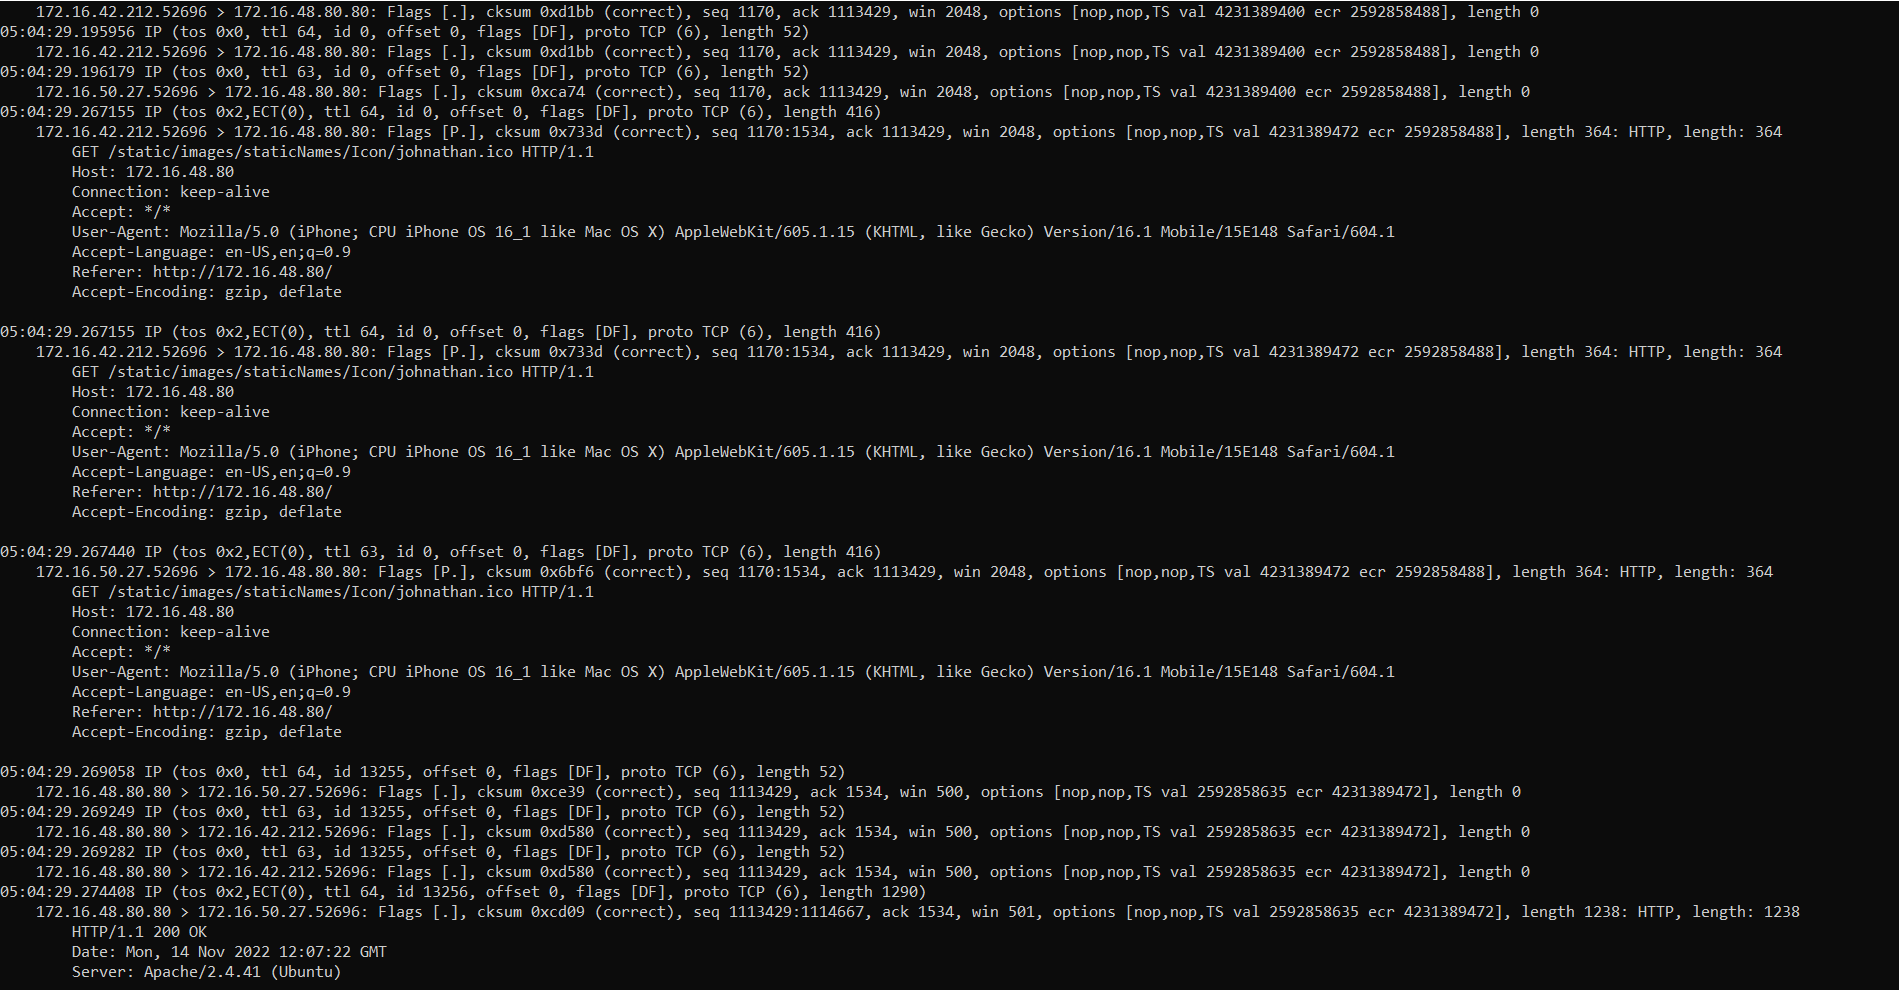 172.16.42.212.52696 > 172.16.48.80.80: Flags [.], cksum 0xd1bb (correct), seq 1170, ack 1113429, win 2048, options [nop,nop,TS val 4231389400 ecr 2592858488], length 0
05:04:29.195956 IP (tos 0x0, ttl 64, id 0, offset 0, flags [DF], proto TCP (6), length 52)
172.16.42.212.52696 > 172.16.48.80.80: Flags [.], cksum 0xd1bb (correct), seq 1170, ack 1113429, win 2048, options [nop,nop,TS val 4231389400 ecr 2592858488], length 0
05:04:29.196179 IP (tos 0x0, ttl 63, id 0, offset 0, flags [DF], proto TCP (6), length 52)
172.16.50.27.52696 > 172.16.48.80.80: Flags [.], cksum 0xca74 (correct), seq 1170, ack 1113429, win 2048, options [nop,nop,TS val 4231389400 ecr 2592858488], length 0
05:04:29.267155 IP (tos 0x2,ECT(0), ttl 64, id 0, offset 0, flags [DF], proto TCP (6), length 416)
172.16.42.212.52696 > 172.16.48.80.80: Flags [P.], cksum 0x733d (correct), seq 1170:1534, ack 1113429, win 2048, options [nop,nop,TS val 4231389472 ecr 2592858488], length 364: HTTP, length: 364
GET /static/images/staticNames/Icon/johnathan.ico HTTP/1.1
Host: 172.16.48.80
Connection: keep-alive
Accept: */*
User-Agent: Mozilla/5.0 (iPhone; CPU iPhone OS 16_1 like Mac OS X) AppleWebKit/605.1.15 (KHTML, like Gecko) Version/16.1 Mobile/15E148 Safari/604.1
Accept-Language: en-US,en;q=0.9
Referer: http://172.16.48.80/
Accept-Encoding: gzip, deflate
05:04:29.267155 IP (tos 0x2,ECT(0), ttl 64, id 0, offset 0, flags [DF], proto TCP (6), length 416)
172.16.42.212.52696 > 172.16.48.80.80: Flags [P.], cksum 0x733d (correct), seq 1170:1534, ack 1113429, win 2048, options [nop,nop,TS val 4231389472 ecr 2592858488], length 364: HTTP, length: 364
GET /static/images/staticNames/Icon/johnathan.ico HTTP/1.1
Host: 172.16.48.80
Connection: keep-alive
Accept: */*
User-Agent: Mozilla/5.0 (iPhone; CPU iPhone OS 16_1 like Mac OS X) AppleWebKit/605.1.15 (KHTML, like Gecko) Version/16.1 Mobile/15E148 Safari/604.1
Accept-Language: en-US,en;q=0.9
Referer: http://172.16.48.80/
Accept-Encoding: gzip, deflate
05:04:29.267440 IP (tos 0x2,ECT(0), ttl 63, id 0, offset 0, flags [DF], proto TCP (6), length 416)
172.16.50.27.52696 > 172.16.48.80.80: Flags [P.], cksum 0x6bf6 (correct), seq 1170:1534, ack 1113429, win 2048, options [nop,nop,TS val 4231389472 ecr 2592858488], length 364: HTTP, length: 364
GET /static/images/staticNames/Icon/johnathan.ico HTTP/1.1
Host: 172.16.48.80
Connection: keep-alive
Accept: */*
User-Agent: Mozilla/5.0 (iPhone; CPU iPhone OS 16_1 like Mac OS X) AppleWebKit/605.1.15 (KHTML, like Gecko) Version/16.1 Mobile/15E148 Safari/604.1
Accept-Language: en-US,en;q=0.9
Referer: http://172.16.48.80/
Accept-Encoding: gzip, deflate
05:04:29.269058 IP (tos 0x0, ttl 64, id 13255, offset 0, flags [DF], proto TCP (6), length 52)
172.16.48.80.80 > 172.16.50.27.52696: Flags [.], cksum 0xce39 (correct), seq 1113429, ack 1534, win 500, options [nop,nop,TS val 2592858635 ecr 4231389472], length 0
05:04:29.269249 IP (tos 0x0, ttl 63, id 13255, offset 0, flags [DF], proto TCP (6), length 52)
172.16.48.80.80 > 172.16.42.212.52696: Flags [.], cksum 0xd580 (correct), seq 1113429, ack 1534, win 500, options [nop,nop,TS val 2592858635 ecr 4231389472], length 0
05:04:29.269282 IP (tos 0x0, ttl 63, id 13255, offset 0, flags [DF], proto TCP (6), length 52)
172.16.48.80.80 > 172.16.42.212.52696: Flags [.], cksum 0xd580 (correct), seq 1113429, ack 1534, win 500, options [nop,nop,TS val 2592858635 ecr 4231389472], length 0
05:04:29.274408 IP (tos 0x2,ECT(0), ttl 64, id 13256, offset 0, flags [DF], proto TCP (6), length 1290)
172.16.48.80.80 > 172.16.50.27.52696: Flags [.], cksum 0xcd09 (correct), seq 1113429:1114667, ack 1534, win 501, options [nop,nop,TS val 2592858635 ecr 4231389472], length 1238: HTTP, length: 1238
HTTP/1.1 200 OK
Date: Mon, 14 Nov 2022 12:07:22 GMT
Server: Apache/2.4.41 (Ubuntu)